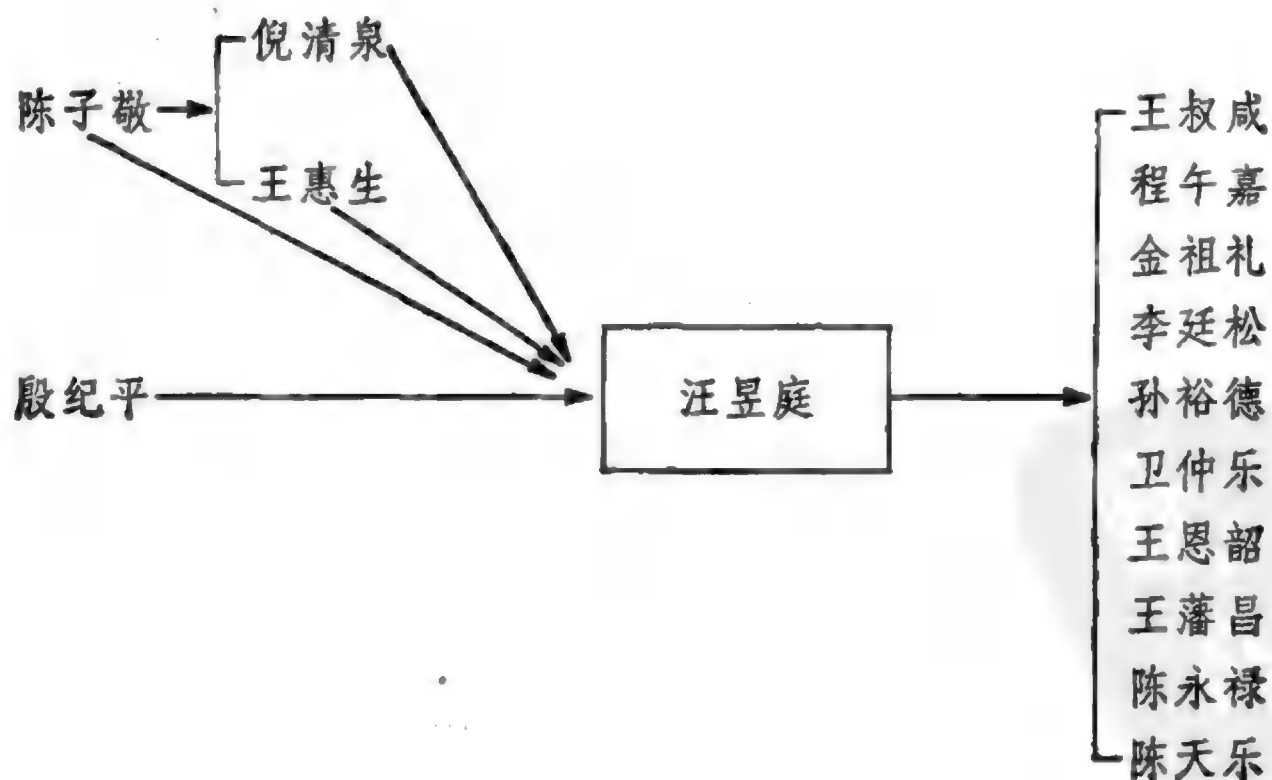 倪清泉
陈子敬
王惠生
殷纪平
汪昱庭
王叔咸
程午嘉
金祖礼
李廷松
孙裕德
卫仲乐
王恩韶
王藩昌
陈永禄
陈天乐